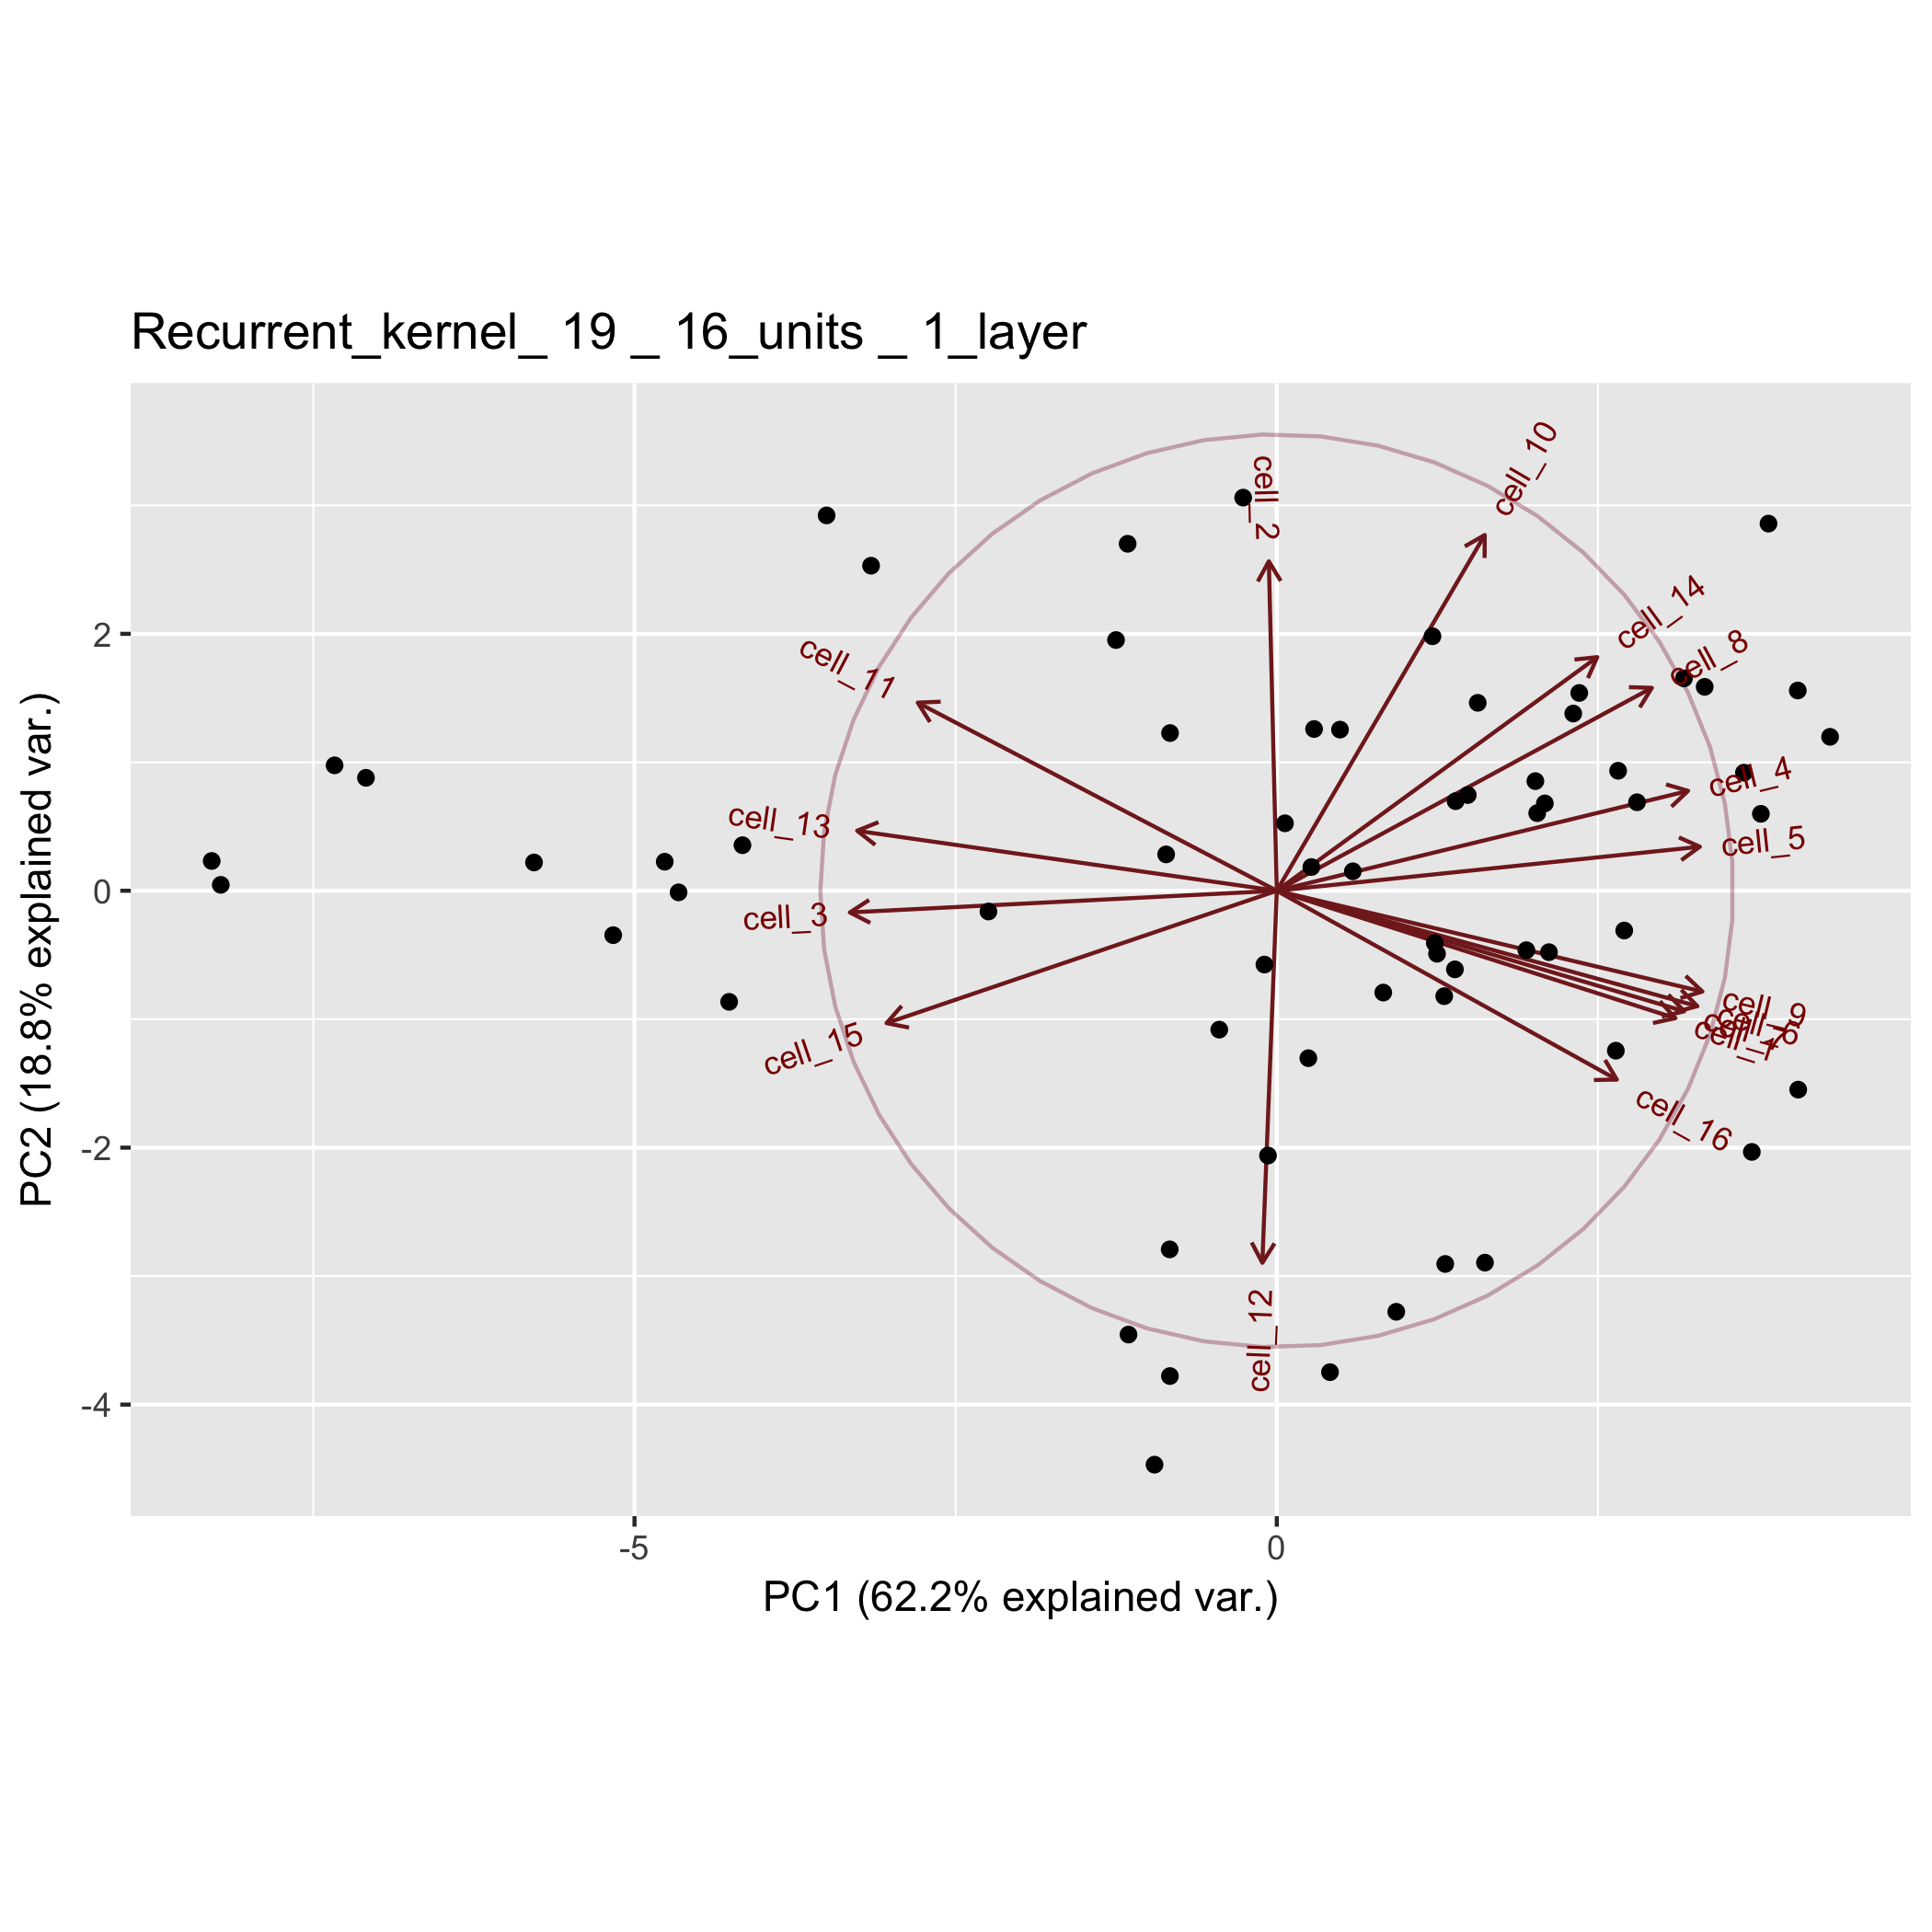 Recurrent_kernel_ 19 _ 16_units _ 1_layer
cell_10
cell_2
cell_14
cell_8
cell_11
cell_4
cell_13
cell_5
cell_3
cell_9
cell_15
cell_16
cell_12
2
0
-2
-4
-5
0
PC1 (62.2% explained var.)
PC2 (18.8% explained var.)